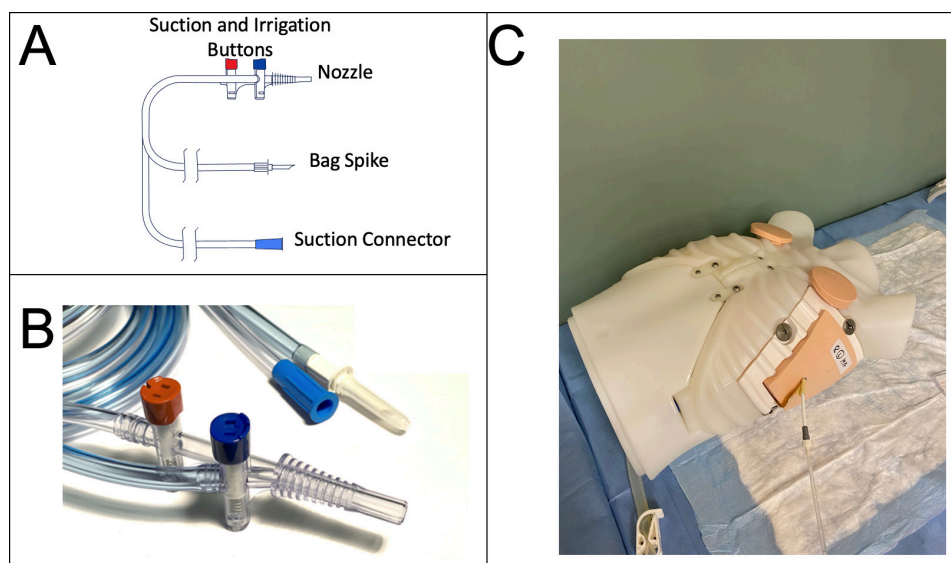 A
Suction and Irrigation
Buttons
Nozzle
Bag Spike
Suction Connector
B
C